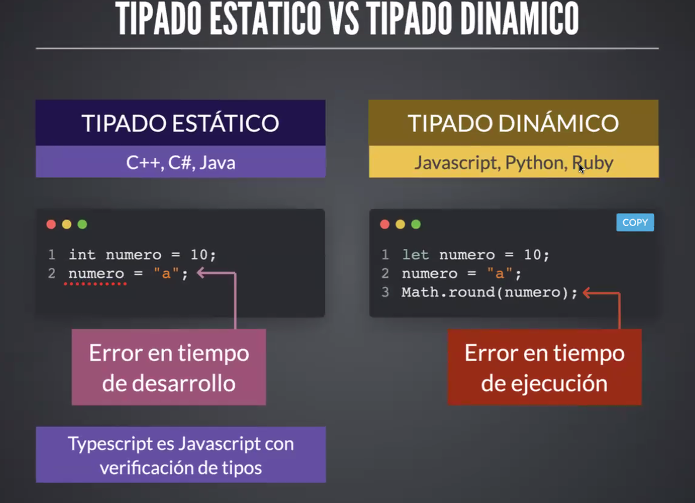 TIPADO ESTÁTICO VS TIPADO DINÁMICO
TIPADO ESTÁTICO
C++, C#, Java
1 int numero = 10;
2 numero = "a";
Error en tiempo
de desarrollo
Typescript es Javascript con
verificación de tipos
TIPADO DINÁMICO
Javascript, Python, Ruby
COPY
1 let numero = 10;
2 numero = "a";
3 Math.round(numero);
Error en tiempo
de ejecución